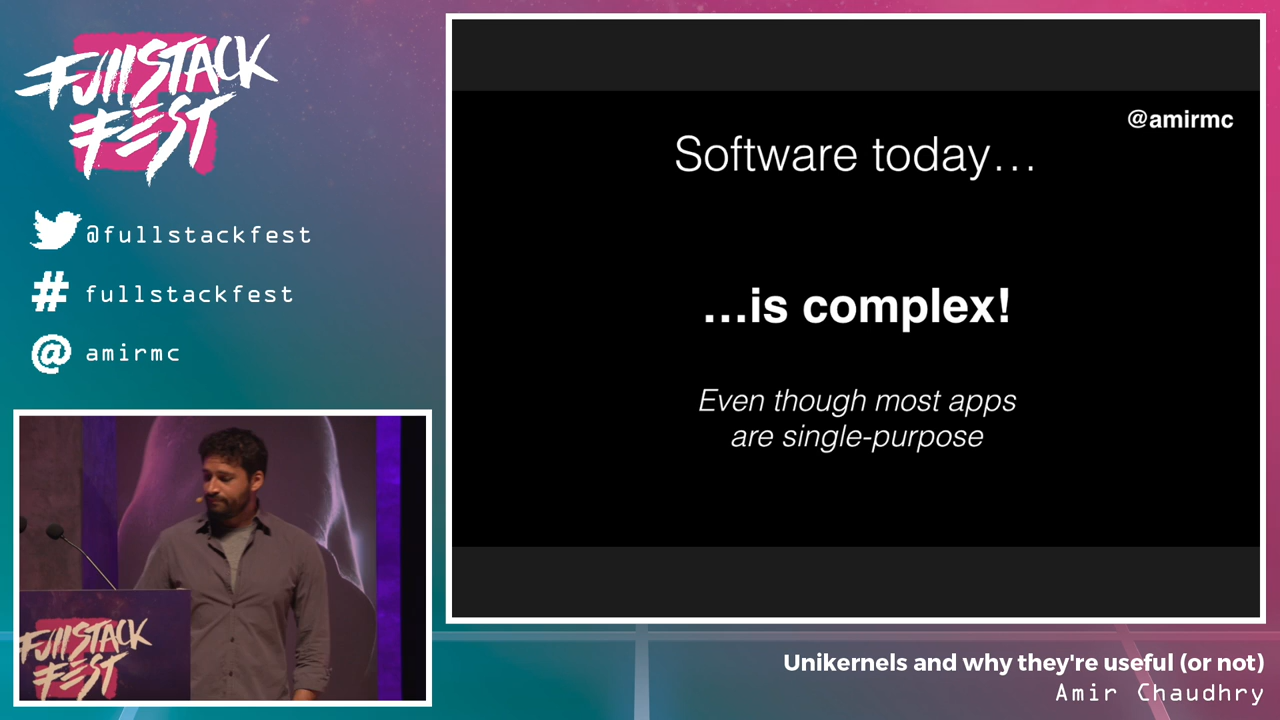 FullSTACK
FEST
@fullstackfest
# fullstackfest
@ amirmc
@amirmc
Software today…
…is complex!
Even though most apps
are single-purpose
FullSTACK
FEST
Unikernels and why they're useful (or not)
Amir Chaudhry